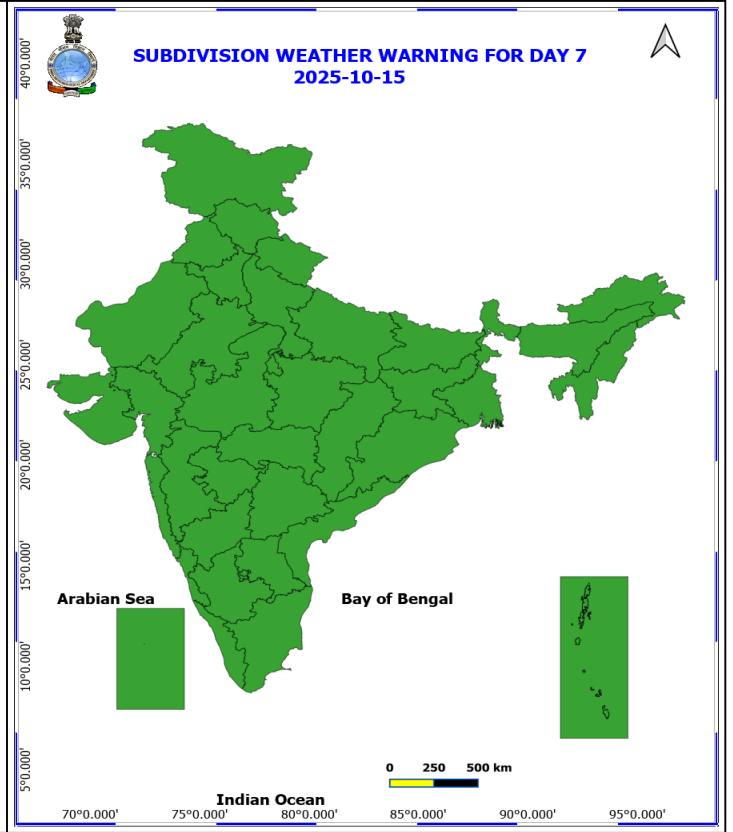 SUBDIVISION WEATHER WARNING FOR DAY 7
2025-10-15
40°0.000'
35°0.000'
30°0.000'
25°0.000'
20°0.000'
15°0.000'
10°0.000'
5°0.000'
Arabian Sea
Bay of Bengal
0 250 500 km
Indian Ocean
70°0.000' 75°0.000' 80°0.000' 85°0.000' 90°0.000' 95°0.000'